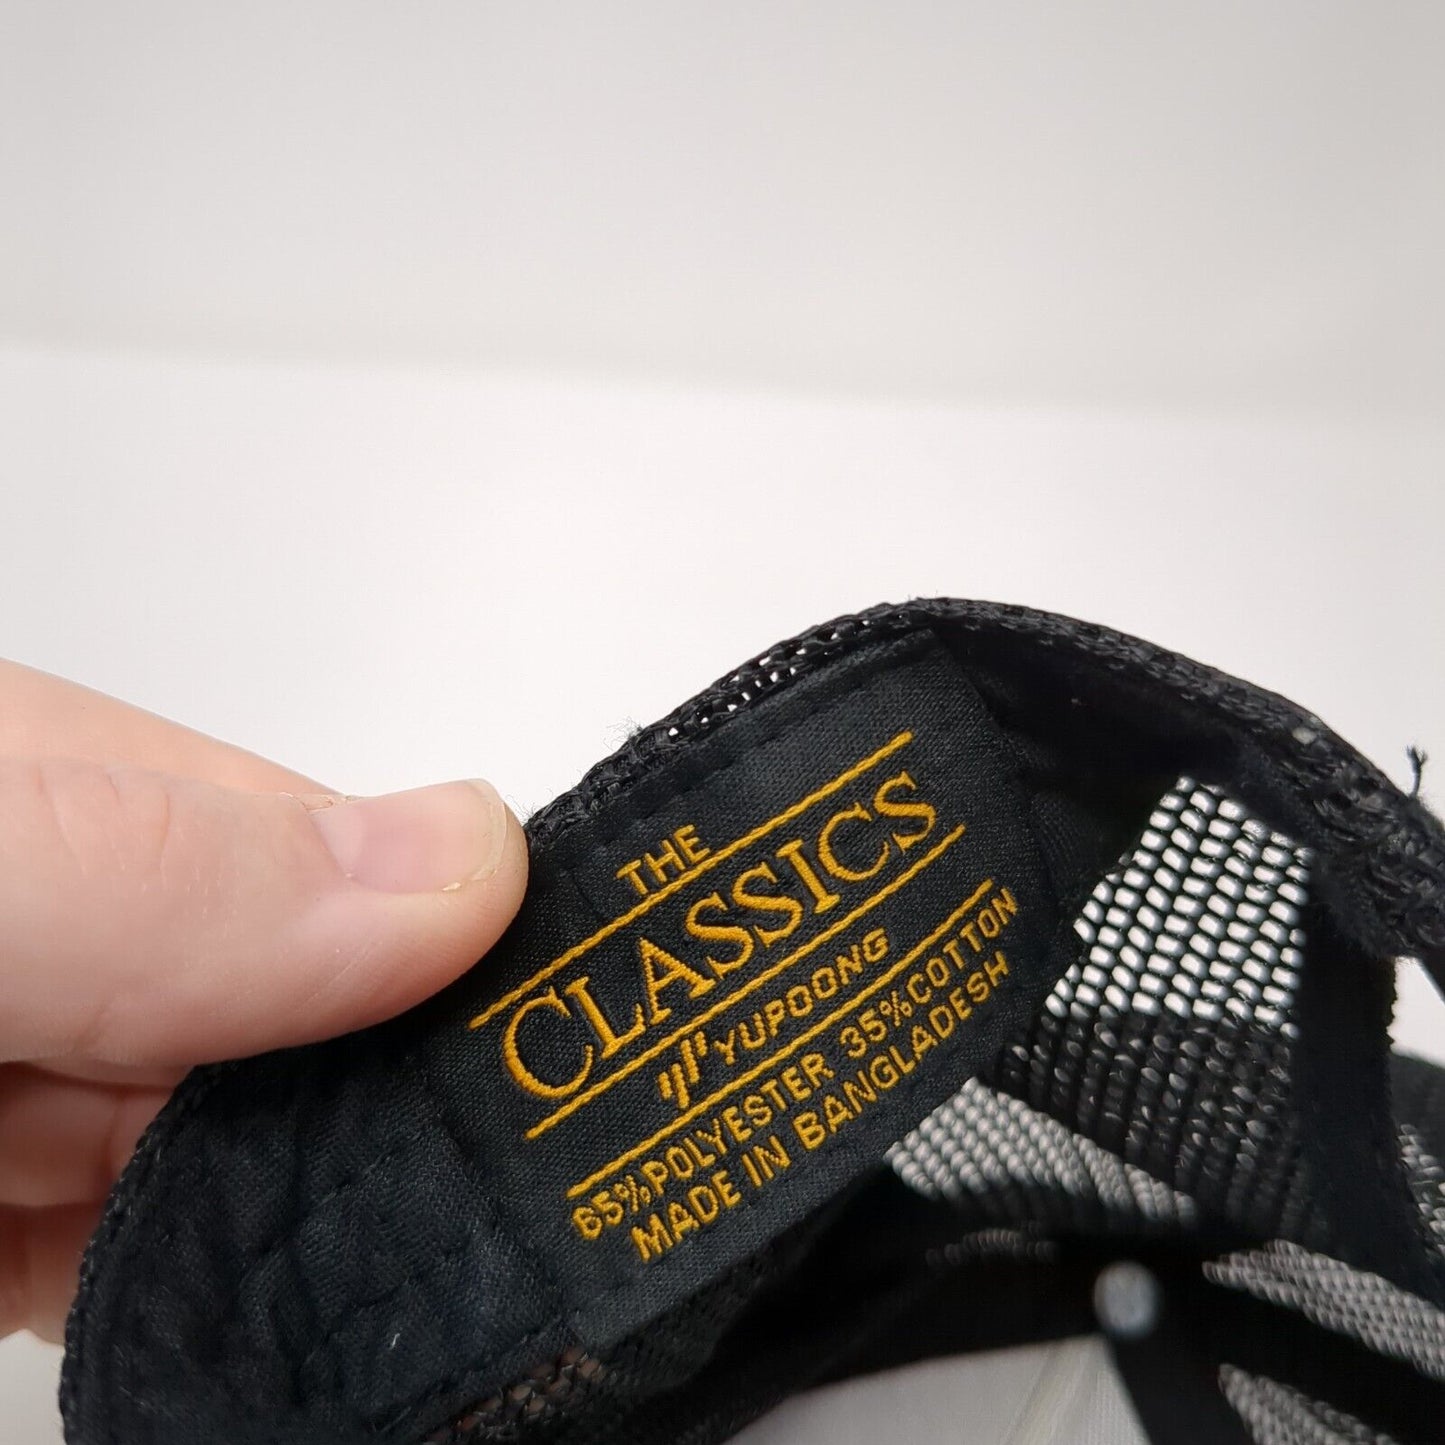 THE
CLASSICS
YUPOONG
65%POLYESTER 35%COTTON
MADE IN BANGLADESH